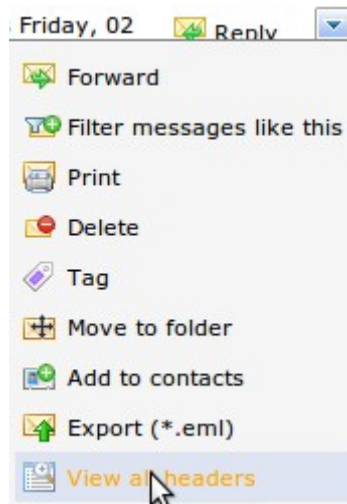 Friday, 02 Reply
Forward
Filter messages like this
Print
Delete
Tag
Move to folder
Add to contacts
Export (*.eml)
View all headers